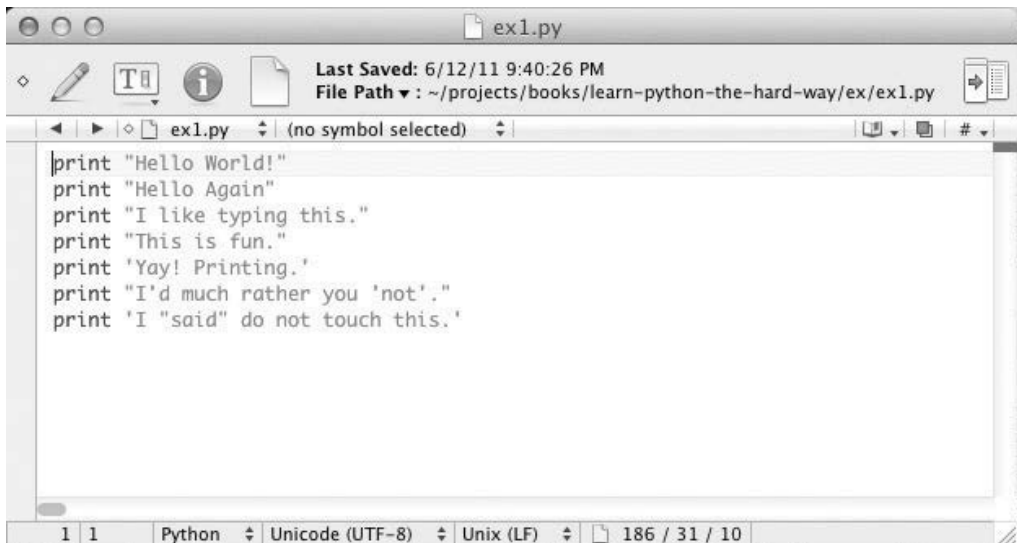 ex1.py
Last Saved: 6/12/11 9:40:26 PM
File Path ▾ : ~/projects/books/learn-python-the-hard-way/ex/ex1.py
ex1.py (no symbol selected) #
print "Hello World!"
print "Hello Again"
print "I like typing this."
print "This is fun."
print 'Yay! Printing.'
print "I'd much rather you 'not'."
print 'I "said" do not touch this.'
1 1 Python Unicode (UTF-8) Unix (LF) 186 / 31 / 10